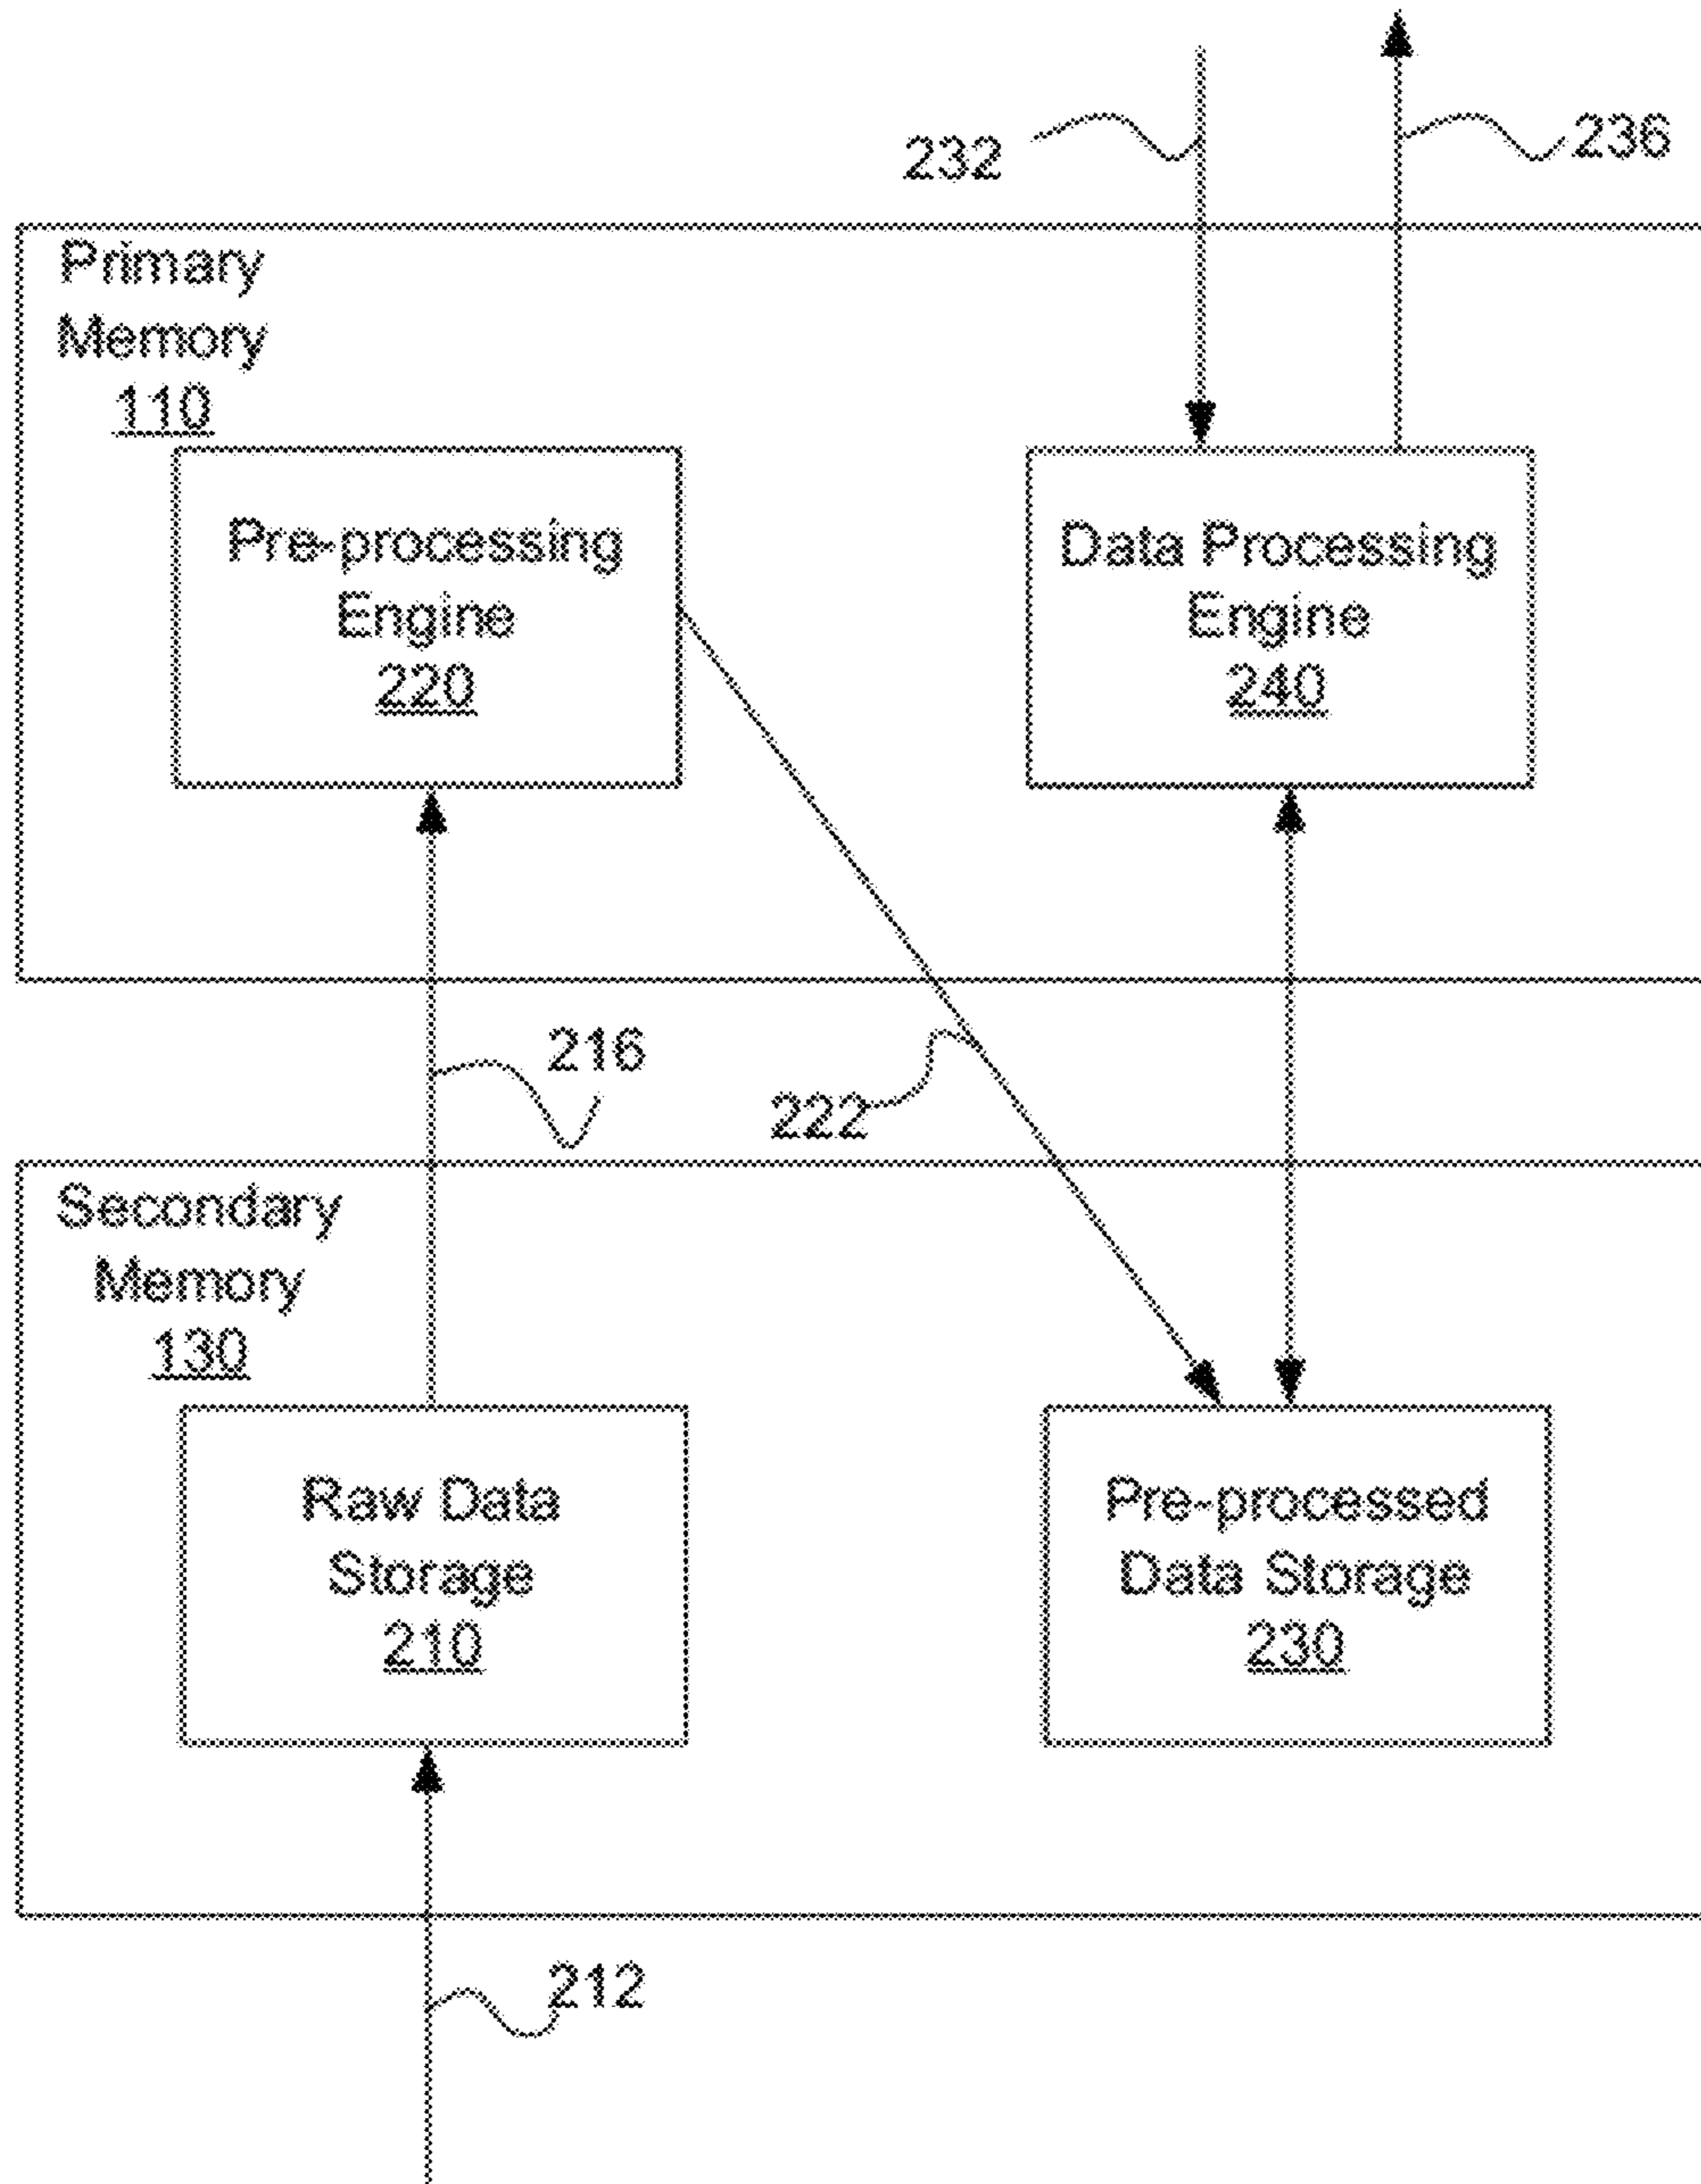 232
236
Primary
Memory
110
Pre-processing
Engine
220
Data Processing
Engine
240
216
222
Secondary
Memory
130
Raw Data
Storage
210
Pre-processed
Data Storage
230
212